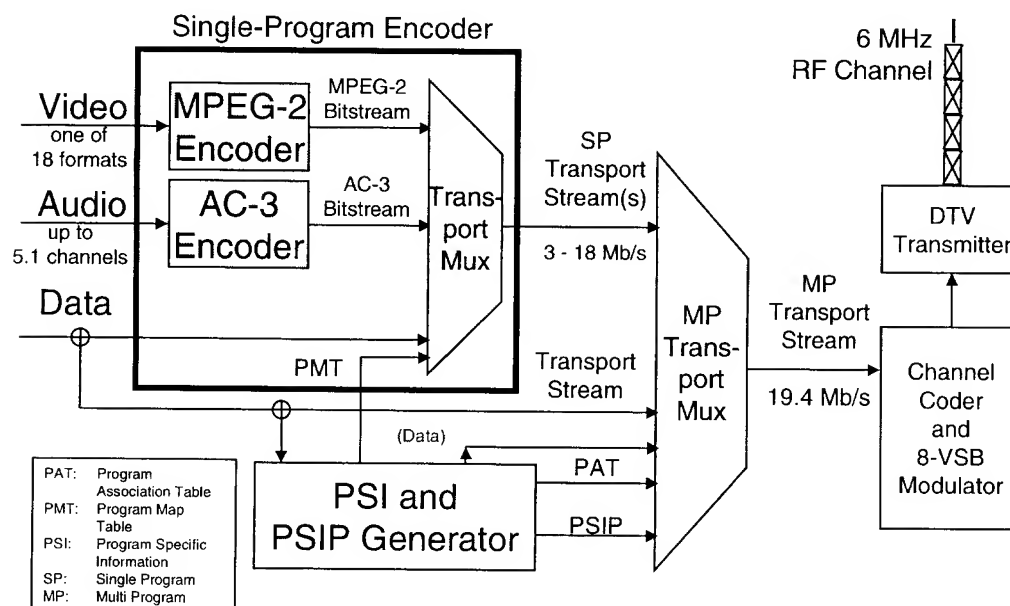 Single-Program Encoder
6 MHz
RF Channel
Video
one of
18 formats
MPEG-2
Encoder
MPEG-2
Bitstream
Audio
up to
5.1 channels
AC-3
Encoder
AC-3
Bitstream
Trans-
port
Mux
SP
Transport
Stream(s)
3 - 18 Mb/s
DTV
Transmitter
Data
PMT
Transport
Stream
MP
Trans-
port
Mux
MP
Transport
Stream
19.4 Mb/s
Channel
Coder
and
8-VSB
Modulator
(Data)
PAT
PSIP
PSI and
PSIP Generator
PAT: Program
Association Table
PMT: Program Map
Table
PSI: Program Specific
Information
SP: Single Program
MP: Multi Program